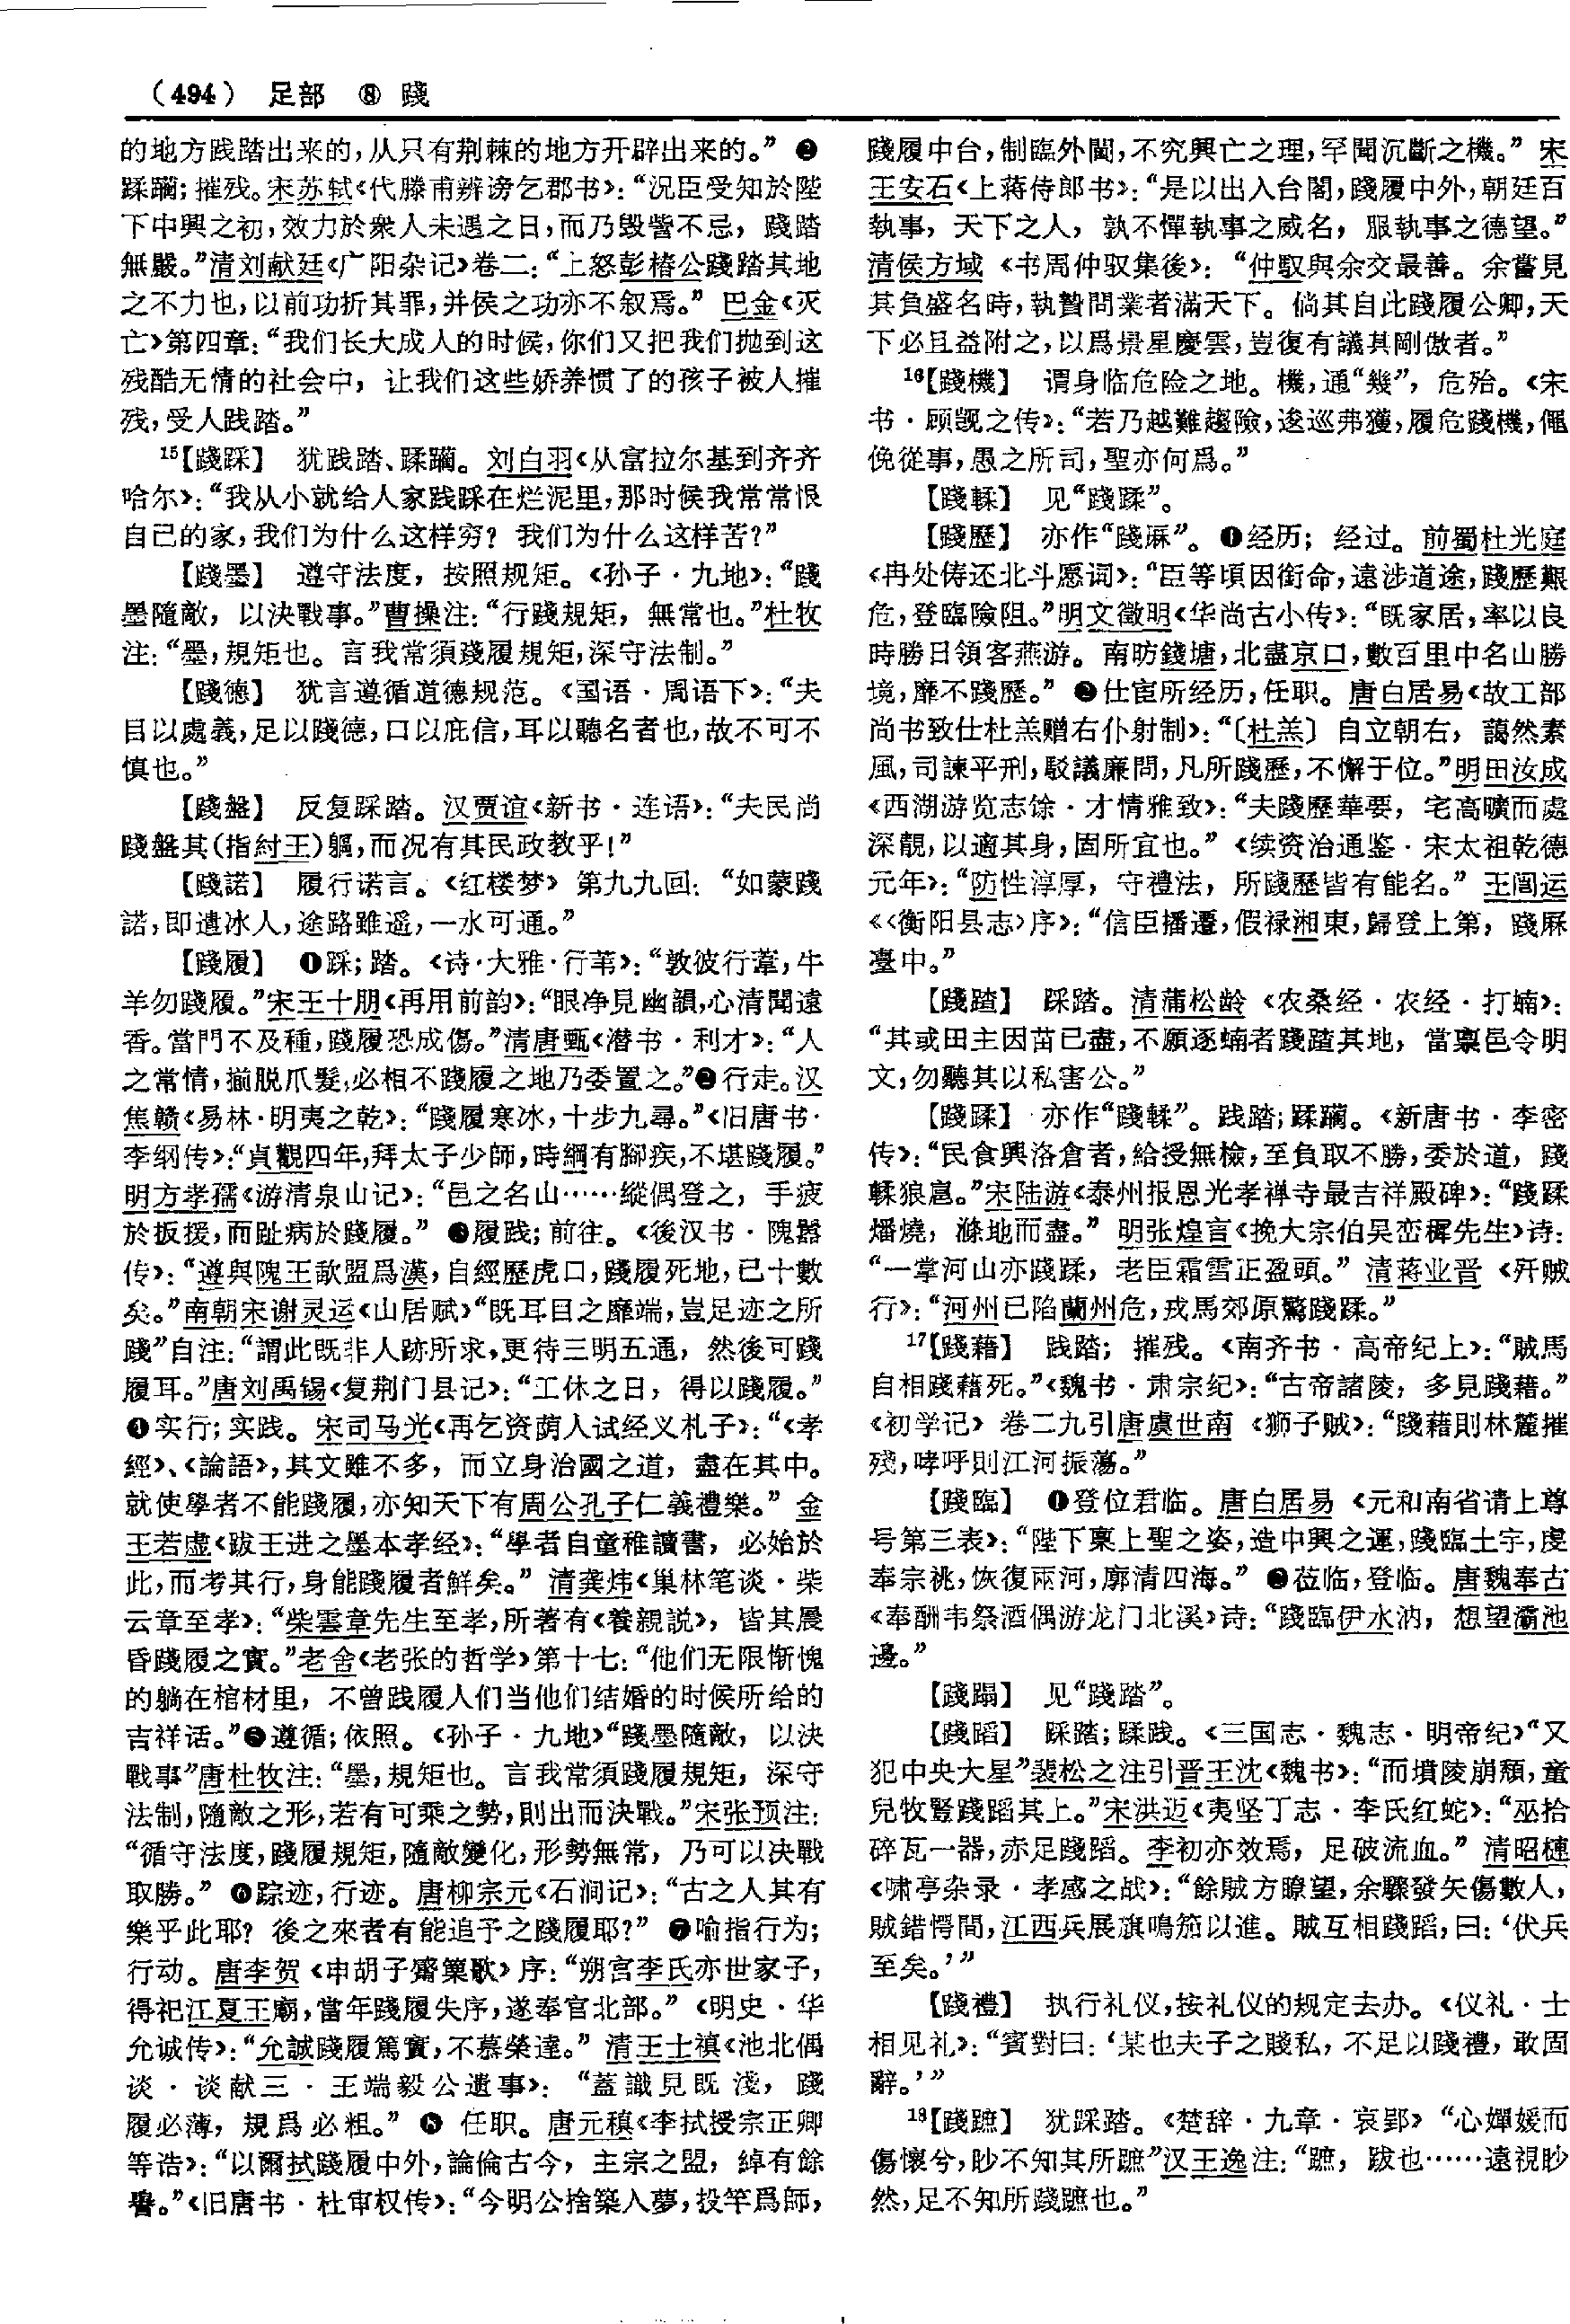 （494） 足部 ⑧ 踐
的地方践踏出来的，从只有荆棘的地方开辟出来的。” ❷
蹂躏；摧残。宋苏轼《代滕甫辨谤乞郡书》：“況臣受知於陛
下中興之初，效力於衆人未遇之日，而乃毁訾不忌，踐踏
無嚴。”清刘献廷《广阳杂记》卷二：“上怒彭椿公踐踏其地
之不力也，以前功折其罪，并侯之功亦不叙焉。” 巴金《灭
亡》第四章：“我们长大成人的时候，你们又把我们抛到这
残酷无情的社会中，让我们这些娇养惯了的孩子被人摧
残，受人践踏。”
15【踐踩】 犹践踏、蹂躏。刘白羽《从富拉尔基到齐齐
哈尔》：“我从小就给人家践踩在烂泥里，那时候我常常恨
自己的家，我们为什么这样穷？我们为什么这样苦？”
【踐墨】 遵守法度，按照规矩。《孙子·九地》：“踐
墨隨敵，以決戰事。”曹操注：“行踐規矩，無常也。”杜牧
注：“墨，規矩也。言我常須踐履規矩，深守法制。”
【踐德】 犹言遵循道德规范。《国语·周语下》：“夫
目以處義，足以踐德，口以庇信，耳以聽名者也，故不可不
慎也。”
【踐盤】 反复踩踏。汉贾谊《新书·连语》：“夫民尚
踐盤其（指紂王）軀，而况有其民政教乎！”
【踐諾】 履行诺言。《红楼梦》第九九回：“如蒙踐
諾，即遣冰人，途路雖遥，一水可通。”
【踐履】 ❶踩；踏。《诗·大雅·行苇》：“敦彼行葦，牛
羊勿踐履。”宋王十朋《再用前韵》：“眼净見幽韻，心清聞遠
香。當門不及種，踐履恐成傷。”清唐甄《潜书·利才》：“人
之常情，揃脱爪髮，必相不踐履之地乃委置之。”❷行走。汉
焦赣《易林·明夷之乾》：“踐履寒冰，十步九尋。”《旧唐书·
李纲传》：“貞觀四年，拜太子少師，時綱有脚疾，不堪踐履。”
明方孝孺《游清泉山记》：“邑之名山……縱偶登之，手疲
於扳援，而趾病於踐履。” ❸履践；前往。《後汉书·隗嚣
传》：“遵與隗王歃盟爲漢，自經歷虎口，踐履死地，已十數
矣。”南朝宋谢灵运《山居赋》“既耳目之靡端，豈足迹之所
踐”自注：“謂此既非人跡所求，更待三明五通，然後可踐
履耳。”唐刘禹锡《复荆门县记》：“工休之日，得以踐履。”
❹实行；实践。宋司马光《再乞资荫人试经义札子》：“《孝
經》、《論語》，其文雖不多，而立身治國之道，盡在其中。
就使學者不能踐履，亦知天下有周公孔子仁義禮樂。” 金
王若虚《跋王进之墨本孝经》：“學者自童稚讀書，必始於
此，而考其行，身能踐履者鮮矣。” 清龚炜《巢林笔谈·柴
云章至孝》：“柴雲章先生至孝，所著有《養親説》，皆其晨
昏踐履之實。”老舍《老张的哲学》第十七：“他们无限惭愧
的躺在棺材里，不曾践履人们当他们结婚的时候所给的
吉祥话。”❺遵循；依照。《孙子·九地》“踐墨隨敵，以決
戰事”唐杜牧注：“墨，規矩也。言我常須踐履規矩，深守
法制，隨敵之形，若有可乘之勢，則出而決戰。”宋张预注：
“循守法度，踐履規矩，隨敵變化，形勢無常，乃可以决戰
取勝。” ❻踪迹，行迹。唐柳宗元《石涧记》：“古之人其有
樂乎此耶？後之來者有能追予之踐履耶？” ❼喻指行为；
行动。唐李贺《申胡子觱篥歌》序：“朔宫李氏亦世家子，
得祀江夏王廟，當年踐履失序，遂奉官北部。”《明史·华
允诚传》：“允誠踐履篤實，不慕榮達。” 清王士禛《池北偶
谈·谈献三·王端毅公遗事》：“蓋識見既淺，踐
履必薄，規爲必粗。” ❽ 任职。唐元稹《李拭授宗正卿
等诰》：“以爾拭踐履中外，論倫古今，主宗之盟，綽有餘
譽。”《旧唐书·杜审权传》：“今明公捨築入夢，投竿爲師，
踐履中台，制臨外閫，不究興亡之理，罕聞沉斷之機。” 宋
王安石《上蒋侍郎书》：“是以出入台閣，踐履中外，朝廷百
執事，天下之人，孰不憚執事之威名，服執事之德望。”
清侯方域《书周仲驭集後》：“仲馭與余交最善。余嘗見
其負盛名時，執贄問業者滿天下。倘其自此踐履公卿，天
下必且益附之，以爲景星慶雲，豈復有議其剛傲者。”
16【踐機】 谓身临危险之地。機，通“幾”，危殆。《宋
书·顾觊之传》：“若乃越難趨險，逡巡弗獲，履危踐機，僶
俛從事，愚之所司，聖亦何爲。”
【踐輮】 见“踐蹂”。
【踐歷】 亦作“踐厤”。❶经历；经过。前蜀杜光庭
《冉处俦还北斗愿词》：“臣等頃因銜命，遠涉道途，踐歷艱
危，登臨險阻。”明文徵明《华尚古小传》：“既家居，率以良
時勝日領客燕游。南昉錢塘，北盡京口，數百里中名山勝
境，靡不踐歷。” ❷仕宦所经历，任职。唐白居易《故工部
尚书致仕杜羔赠右仆射制》：“〔杜羔〕自立朝右，藹然素
風，司諫平刑，駁議廉問，凡所踐歷，不懈于位。”明田汝成
《西湖游览志馀·才情雅致》：“夫踐歷華要，宅高曠而處
深靚，以適其身，固所宜也。”《续资治通鉴·宋太祖乾德
元年》：“防性淳厚，守禮法，所踐歷皆有能名。” 王闿运
《〈衡阳县志〉序》：“信臣播遷，假禄湘東，歸登上第，踐厤
臺中。”
【踐蹅】 踩踏。清蒲松龄《农桑经·农经·打蝻》：
“其或田主因苗已盡，不願逐蝻者踐蹅其地，當禀邑令明
文，勿聽其以私害公。”
【踐蹂】 亦作“踐輮”。践踏；蹂躏。《新唐书·李密
传》：“民食興洛倉者，給授無檢，至負取不勝，委於道，踐
輮狼扈。”宋陆游《泰州报恩光孝禅寺最吉祥殿碑》：“踐蹂
燔燒，滌地而盡。” 明张煌言《挽大宗伯吴峦穉先生》诗：
“一掌河山亦踐蹂，老臣霜雪正盈頭。” 清蒋业晋《歼贼
行》：“河州已陷蘭州危，戎馬郊原驚踐蹂。”
17【踐藉】 践踏；摧残。《南齐书·高帝纪上》：“賊馬
自相踐藉死。”《魏书·肃宗纪》：“古帝諸陵，多見踐藉。”
《初学记》卷二九引唐虞世南《狮子赋》：“踐藉則林麓摧
殘，哮呼則江河振蕩。”
【踐臨】 ❶登位君临。唐白居易《元和南省请上尊
号第三表》：“陛下稟上聖之姿，造中興之運，踐臨土宇，虔
奉宗祧，恢復兩河，廓清四海。” ❷莅临，登临。唐魏奉古
《奉酬韦祭酒偶游龙门北溪》诗：“踐臨伊水汭，想望灞池
邊。”
【踐蹋】 见“踐踏”。
【踐蹈】 踩踏；蹂践。《三国志·魏志·明帝纪》“又
犯中央大星”裴松之注引晋王沈《魏书》：“而墳陵崩頽，童
兒牧豎踐蹈其上。”宋洪迈《夷坚丁志·李氏红蛇》：“巫拾
碎瓦一器，赤足踐蹈。李初亦效焉，足破流血。” 清昭梿
《啸亭杂录·孝感之战》：“餘賊方瞭望，余驟發矢傷數人，
賊錯愕間，江西兵展旗鳴笳以進。賊互相踐蹈，曰：‘伏兵
至矣。’”
【踐禮】 执行礼仪，按礼仪的规定去办。《仪礼·士
相见礼》：“賓對曰：‘某也夫子之賤私，不足以踐禮，敢固
辭。’”
18【踐蹠】 犹踩踏。《楚辞·九章·哀郢》“心嬋媛而
傷懷兮，眇不知其所蹠”汉王逸注：“蹠，踐也……遠視眇
然，足不知所踐蹠也。”